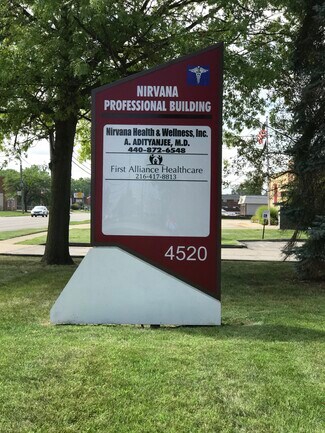 NIRVANA
PROFESSIONAL BUILDING
Nirvana Health & Wellness, Inc.
A. ADITYANJEE, M.D.
440-872-6548
First Alliance Healthcare
216-417-8813
4520